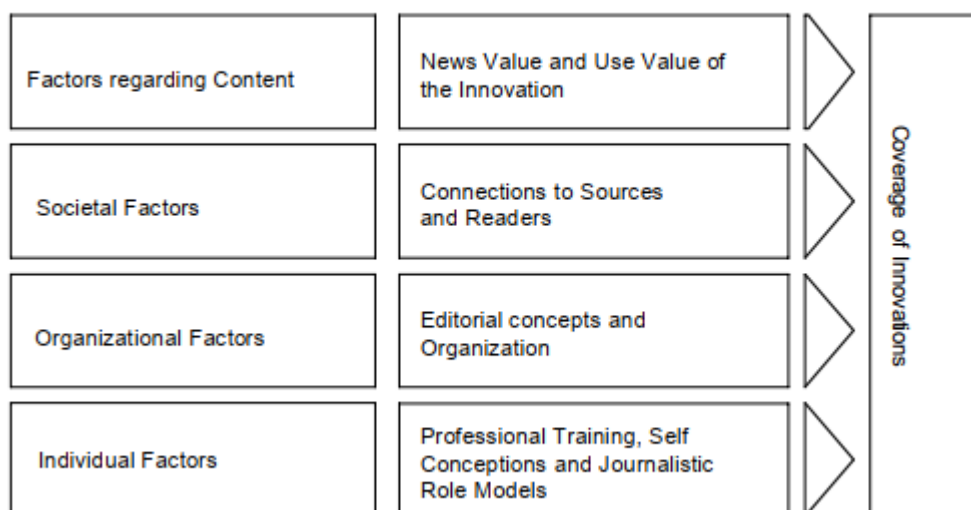 Factors regarding Content
News Value and Use Value of
the Innovation
Societal Factors
Connections to Sources
and Readers
Organizational Factors
Editorial concepts and
Organization
Individual Factors
Professional Training, Self
Conceptions and Journalistic
Role Models
Coverage of Innovations